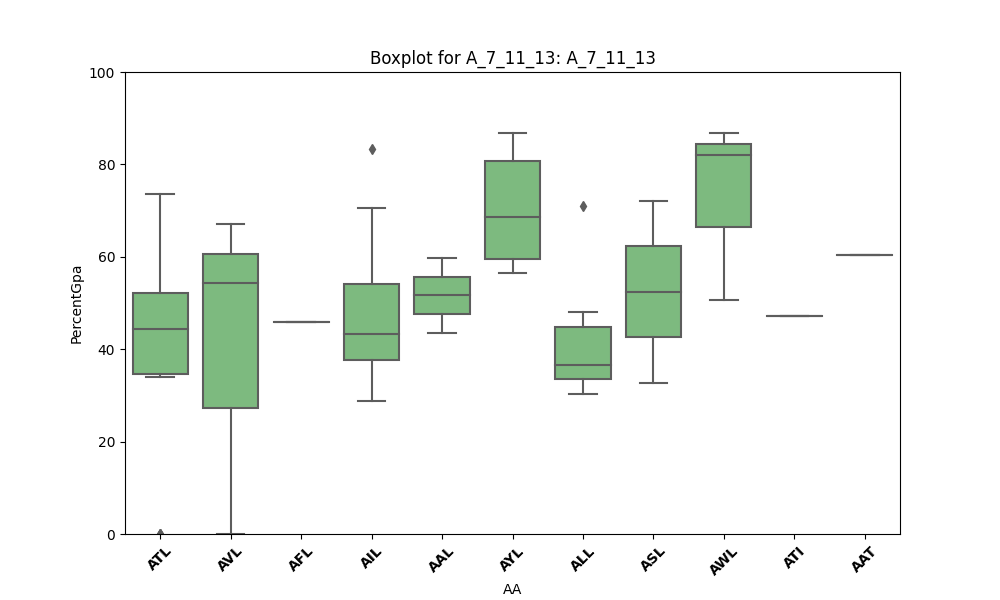 Boxplot for A_7_11_13: A_7_11_13
100
80
60
40
20
0
PercentGpa
ATL AVL AFL AIL AAL AYL ALL ASL AWL ATI AAT
AA